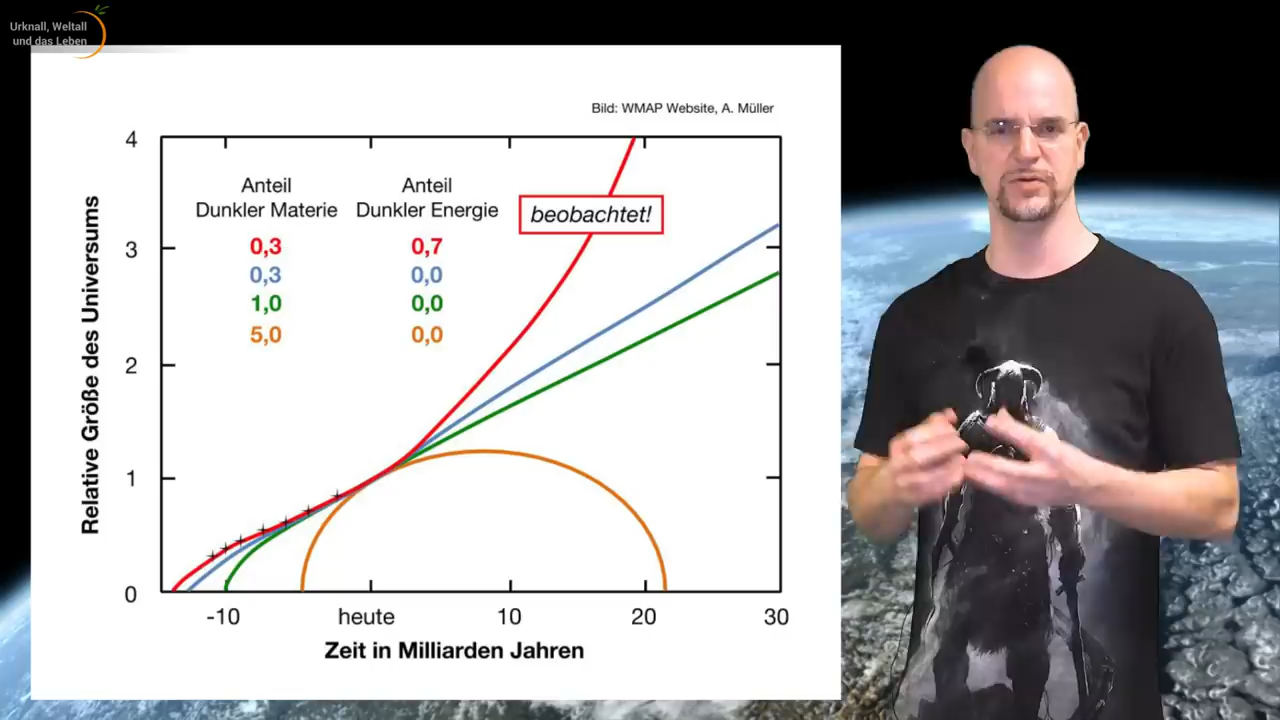 Urknall, Weltall
und das Leben
Bild: WMAP Website, A. Müller
4
3
2
1
0
Relative Größe des Universums
Anteil
Dunkler Materie
Anteil
Dunkler Energie
0,3 0,7
0,3 0,0
1,0 0,0
5,0 0,0
beobachtet!
-10 heute 10 20 30
Zeit in Milliarden Jahren